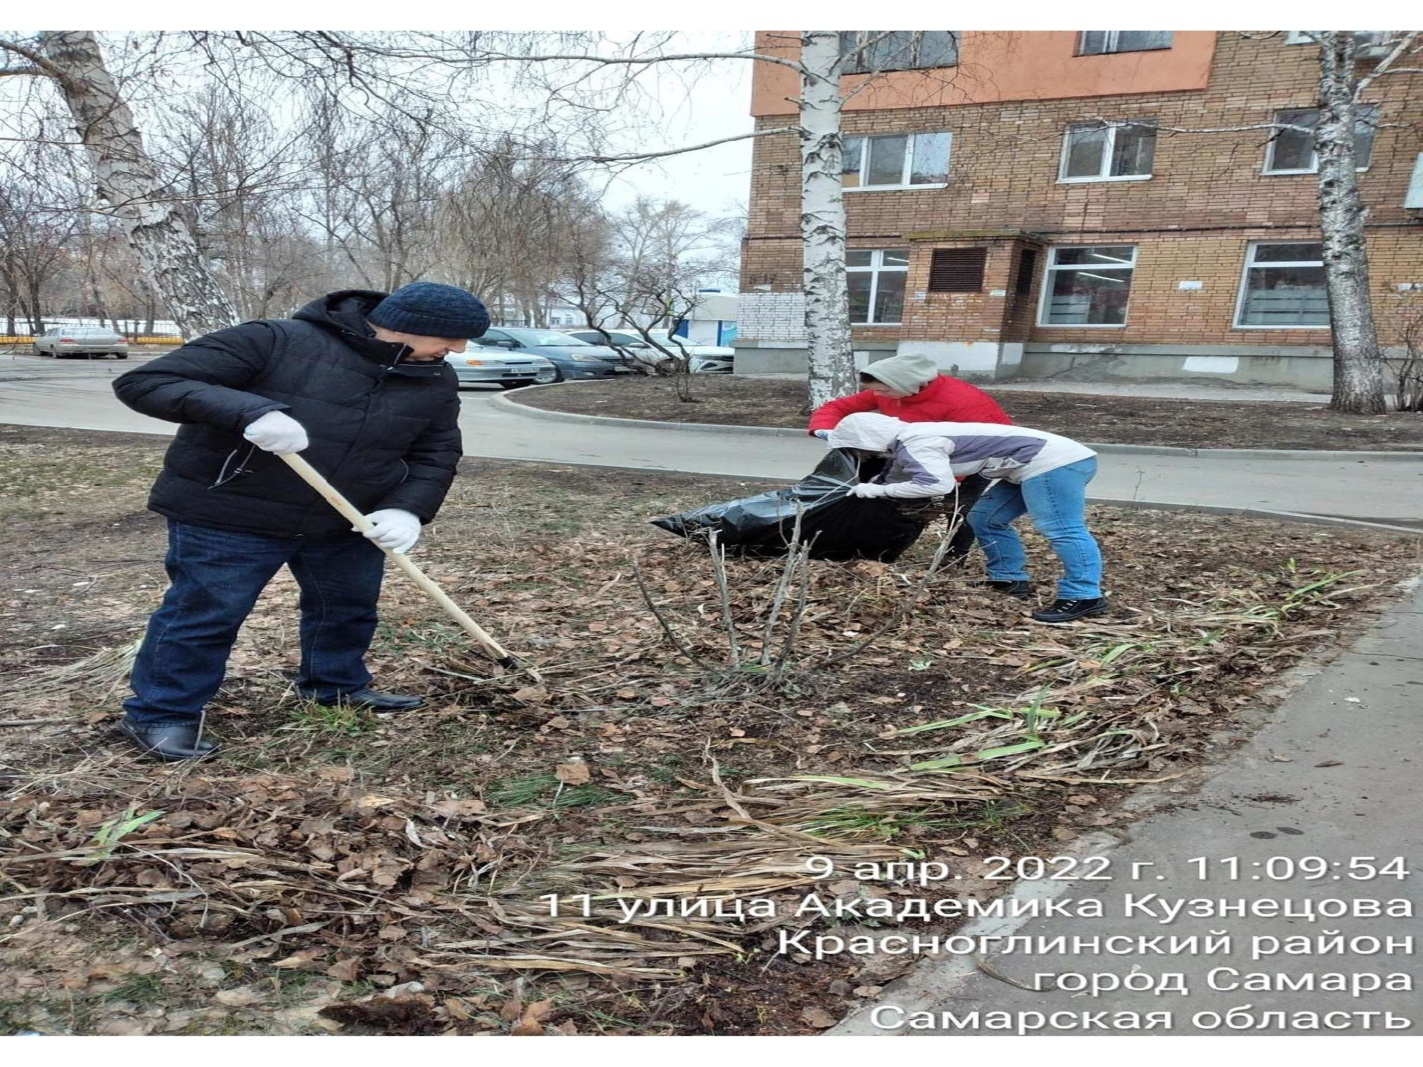 9 апр. 2022 г. 11:09:54
11 улица Академика Кузнецова
Красноглинский район
город Самара
Самарская область